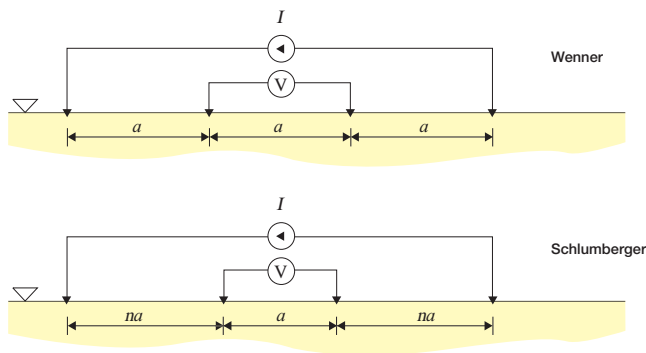 I
Wenner
V
a a a
I
Schlumberger
V
na a na